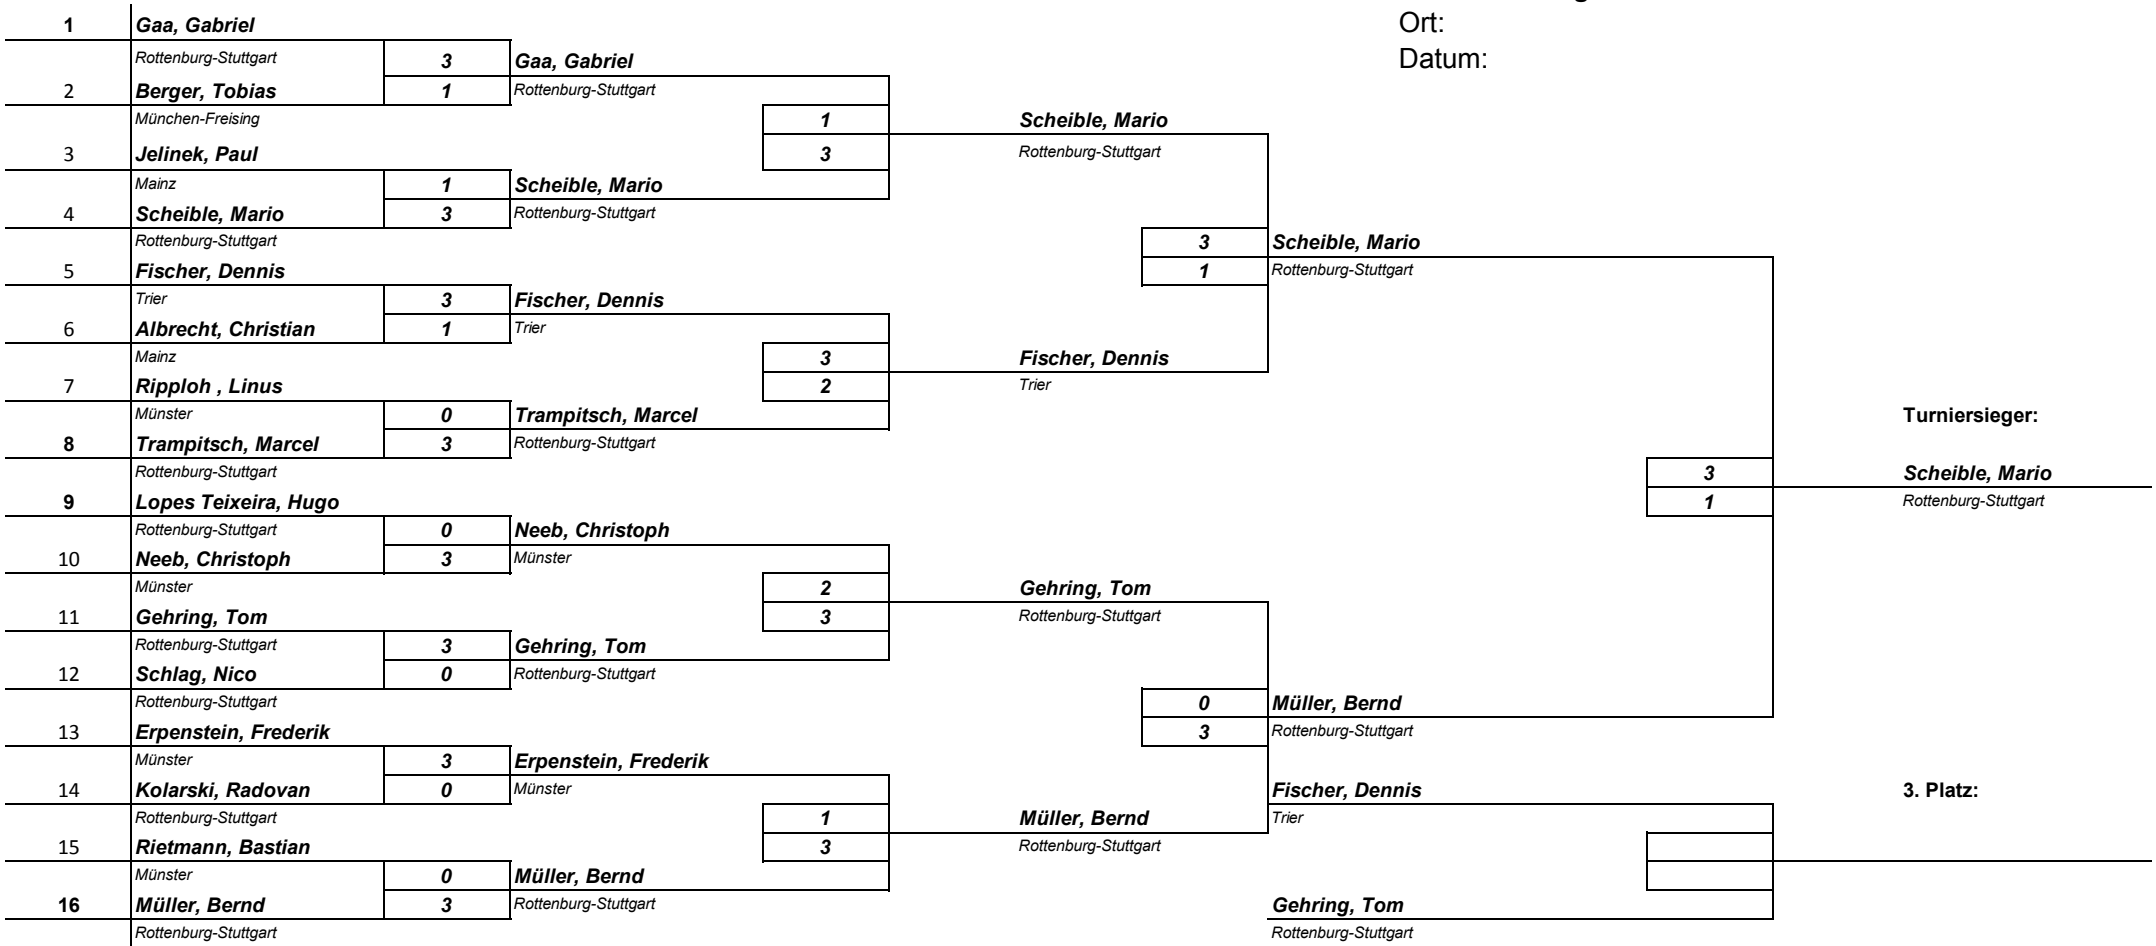 1 Gaa, Gabriel
Ort:
Rottenburg-Stuttgart 3 Gaa, Gabriel
Datum:
2 Berger, Tobias 1 Rottenburg-Stuttgart
München-Freising 1 Scheible, Mario
3 Jelinek, Paul 3 Rottenburg-Stuttgart
Mainz 1 Scheible, Mario
4 Scheible, Mario 3 Rottenburg-Stuttgart
Rottenburg-Stuttgart 3 Scheible, Mario
5 Fischer, Dennis 1 Rottenburg-Stuttgart
Trier 3 Fischer, Dennis
6 Albrecht, Christian 1 Trier
Mainz 3 Fischer, Dennis
7 Ripploh , Linus 2 Trier
Münster 0 Trampitsch, Marcel Turniersieger:
8 Trampitsch, Marcel 3 Rottenburg-Stuttgart
Rottenburg-Stuttgart 3 Scheible, Mario
9 Lopes Teixeira, Hugo 1 Rottenburg-Stuttgart
Rottenburg-Stuttgart 0 Neeb, Christoph
10 Neeb, Christoph 3 Münster
Münster 2 Gehring, Tom
11 Gehring, Tom 3 Rottenburg-Stuttgart
Rottenburg-Stuttgart 3 Gehring, Tom
12 Schlag, Nico 0 Rottenburg-Stuttgart
Rottenburg-Stuttgart 0 Müller, Bernd
13 Erpenstein, Frederik 3 Rottenburg-Stuttgart
Münster 3 Erpenstein, Frederik
14 Kolarski, Radovan 0 Münster Fischer, Dennis 3. Platz:
Rottenburg-Stuttgart 1 Müller, Bernd Trier
15 Rietmann, Bastian 3 Rottenburg-Stuttgart
Münster 0 Müller, Bernd
16 Müller, Bernd 3 Rottenburg-Stuttgart Gehring, Tom
Rottenburg-Stuttgart Rottenburg-Stuttgart